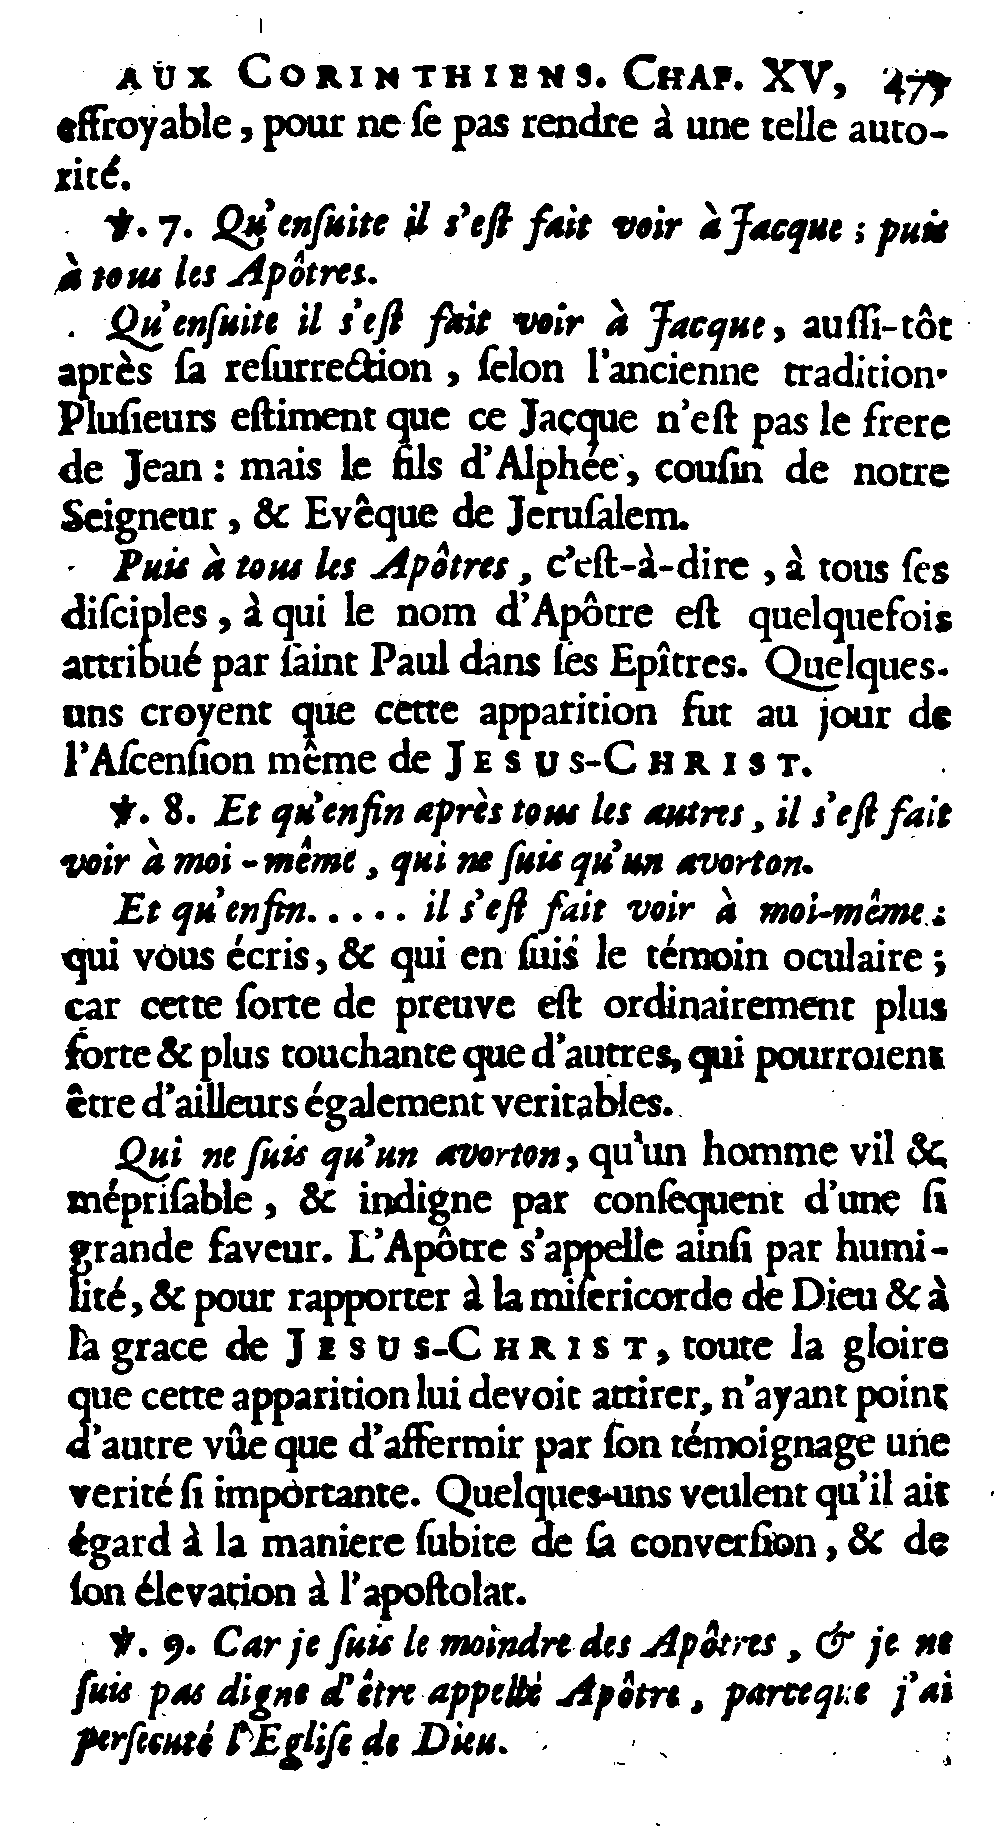 AUX CORINTHIENS. CHAP. XV, 475
effroyable, pour ne ſe pas rendre à une telle auto-
rité.
℣. 7. Qu'enſuite il s'eſt fait voir à Jacque ; puis
à tous les Apôtres.
Qu'enſuite il s'eſt fait voir à Jacque, auſſi-tôt
après ſa reſurrection, ſelon l'ancienne tradition.
Pluſieurs eſtiment que ce Jacque n'eſt pas le frere
de Jean : mais le fils d'Alphée, couſin de notre
Seigneur, & Evêque de Jeruſalem.
Puis à tous les Apôtres, c'eſt-à-dire, à tous ſes
diſciples, à qui le nom d'Apôtre eſt quelquefois
attribué par ſaint Paul dans ſes Epîtres. Quelques-
uns croyent que cette apparition fut au jour de
l'Aſcenſion même de JESUS-CHRIST.
℣. 8. Et qu'enfin après tous les autres, il s'eſt fait
voir à moi-même, qui ne ſuis qu'un avorton.
Et qu'enfin..... il s'eſt fait voir à moi-même :
qui vous écris, & qui en ſuis le témoin oculaire ;
car cette ſorte de preuve eſt ordinairement plus
forte & plus touchante que d'autres, qui pourroient
être d'ailleurs également veritables.
Qui ne ſuis qu'un avorton, qu'un homme vil &
mépriſable, & indigne par conſequent d'une ſi
grande faveur. L'Apôtre s'appelle ainſi par humi-
lité, & pour rapporter à la miſericorde de Dieu & à
la grace de JESUS-CHRIST, toute la gloire
que cette apparition lui devoit attirer, n'ayant point
d'autre vûe que d'affermir par ſon témoignage une
verité ſi importante. Quelques-uns veulent qu'il ait
égard à la maniere ſubite de ſa converſion, & de
ſon élevation à l'apoſtolat.
℣. 9. Car je ſuis le moindre des Apôtres, & je ne
ſuis pas digne d'être appellé Apôtre, parceque j'ai
perſecuté l'Egliſe de Dieu.